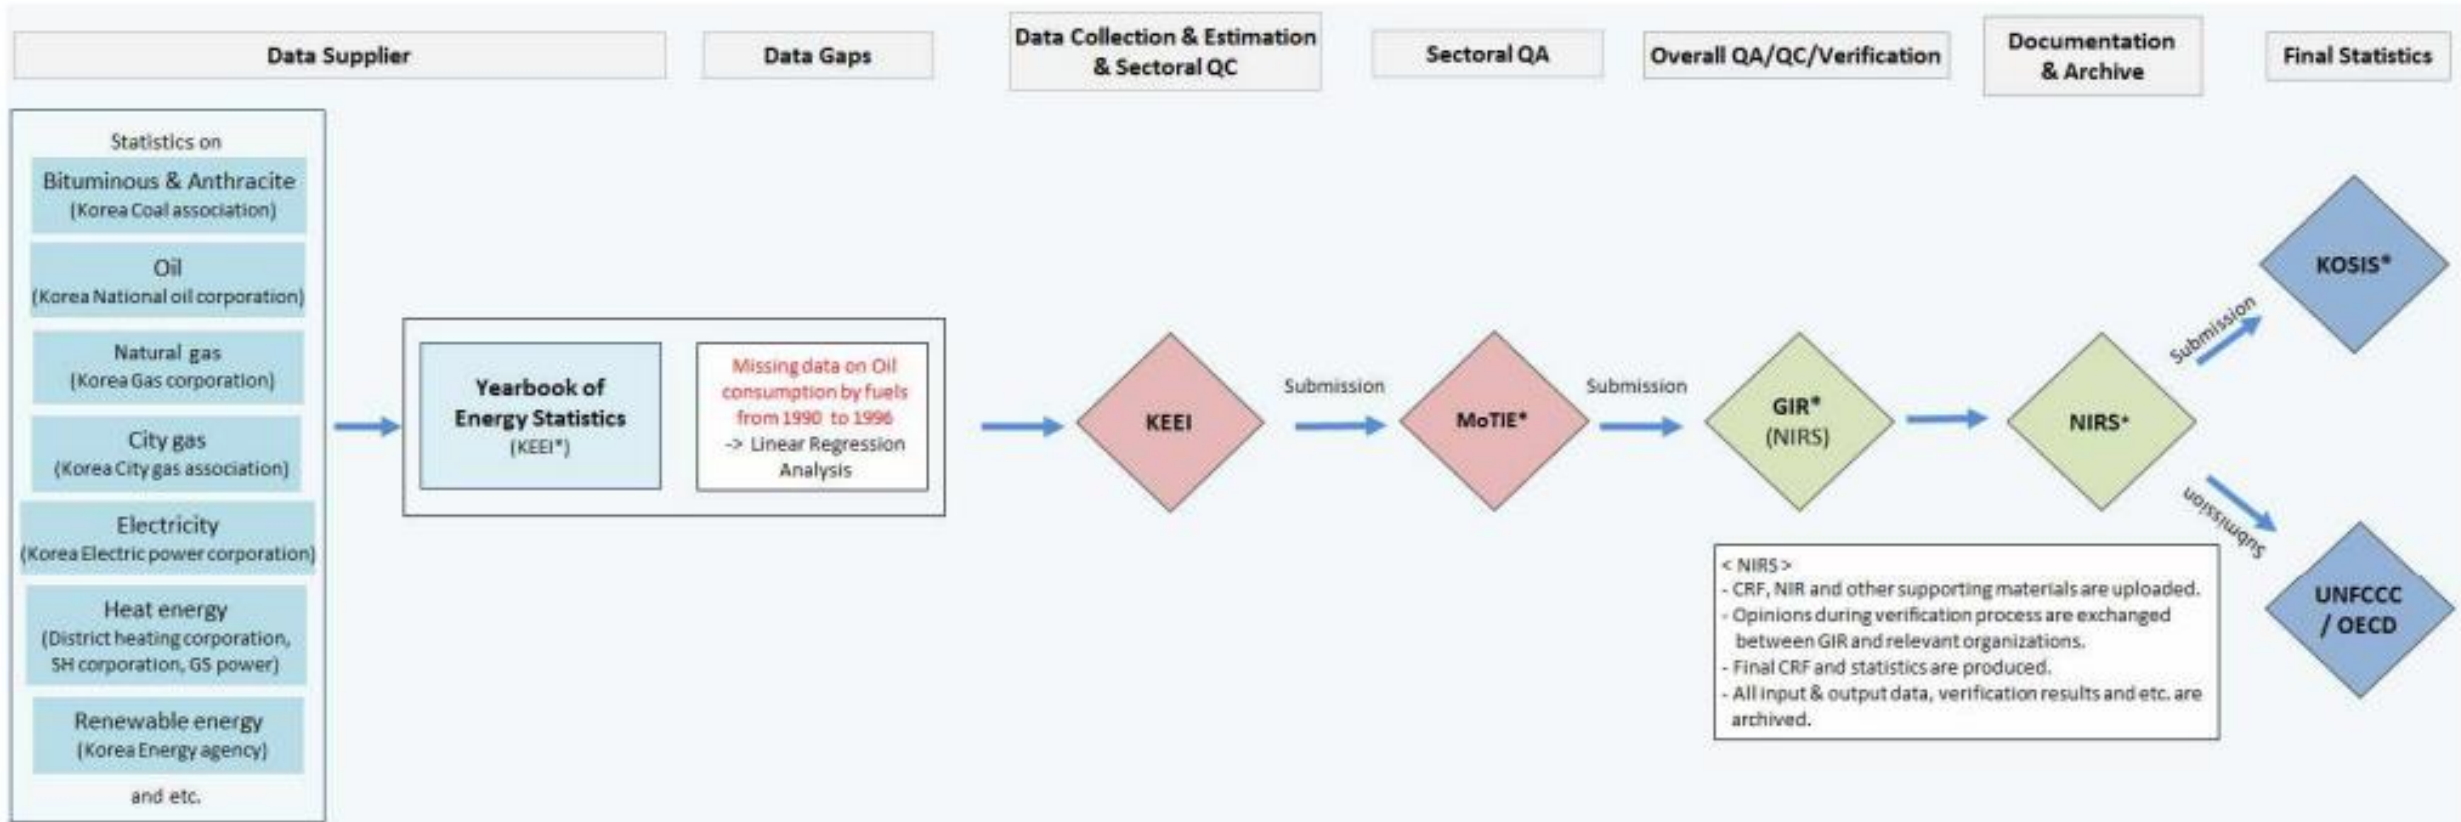 Data Supplier
Data Gaps
Data Collection & Estimation
& Sectoral QC
Sectoral QA
Overall QA/QC/Verification
Documentation
& Archive
Final Statistics
Statistics on
Bituminous & Anthracite
(Korea Coal association)
Oil
(Korea National oil corporation)
Natural gas
(Korea Gas corporation)
City gas
(Korea City gas association)
Electricity
(Korea Electric power corporation)
Heat energy
(District heating corporation,
SH corporation, GS power)
Renewable energy
(Korea Energy agency)
and etc.
Yearbook of
Energy Statistics
(KEEI*)
Missing data on Oil
consumption by fuels
from 1990 to 1996
-> Linear Regression
Analysis
KEEI
Submission
MoTIE*
Submission
GIR*
(NIRS)
NIRS*
Submission
KOSIS*
Submission
UNFCCC
/ OECD
< NIRS >
- CRF, NIR and other supporting materials are uploaded.
- Opinions during verification process are exchanged
between GIR and relevant organizations.
- Final CRF and statistics are produced.
- All input & output data, verification results and etc. are
archived.